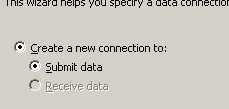 This wizard helps you specify a data connection
Create a new connection to:
Submit data
Receive data